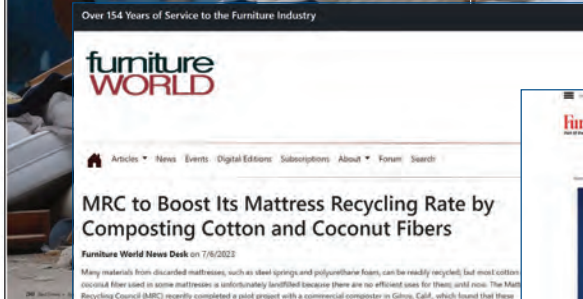 Over 154 Years of Service to the Furniture Industry
furniture
WORLD
Articles News Events Digital Editions Subscriptions About Forum Search
MRC to Boost Its Mattress Recycling Rate by
Composting Cotton and Coconut Fibers
Furniture World News Desk on 7/6/2023
Many materials from discarded mattresses, such as steel springs and polyurethane foam, can be readily recycled; but most cotton
coconut fiber used in some mattresses is unfortunately landfilled because there are no efficient uses for them; until now. The Matt
Recycling Council (MRC) recently completed a pilot project with a commercial composter in Gilroy, Calif., which found that these
Fur